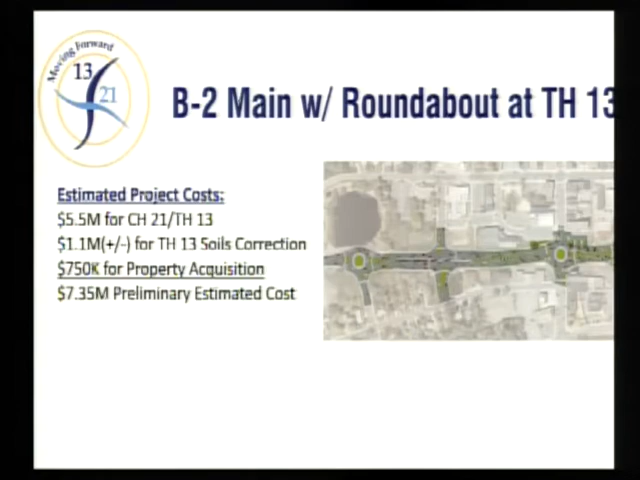 Moving Forward
13
21
B-2 Main w/ Roundabout at TH 13
Estimated Project Costs:
$5.5M for CH 21/TH 13
$1.1M(+/-) for TH 13 Soils Correction
$750K for Property Acquisition
$7.35M Preliminary Estimated Cost